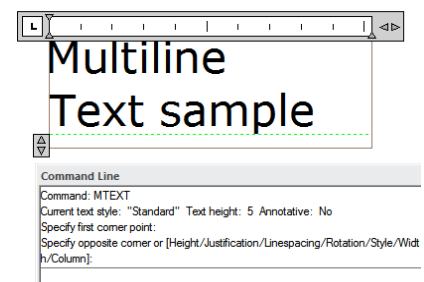 L
Multiline
Text sample
Command Line
Command: MTEXT
Current text style:  "Standard"  Text height:  5  Annotative:  No
Specify first corner point:
Specify opposite corner or [Height/Justification/Linespacing/Rotation/Style/Widt
h/Column]: